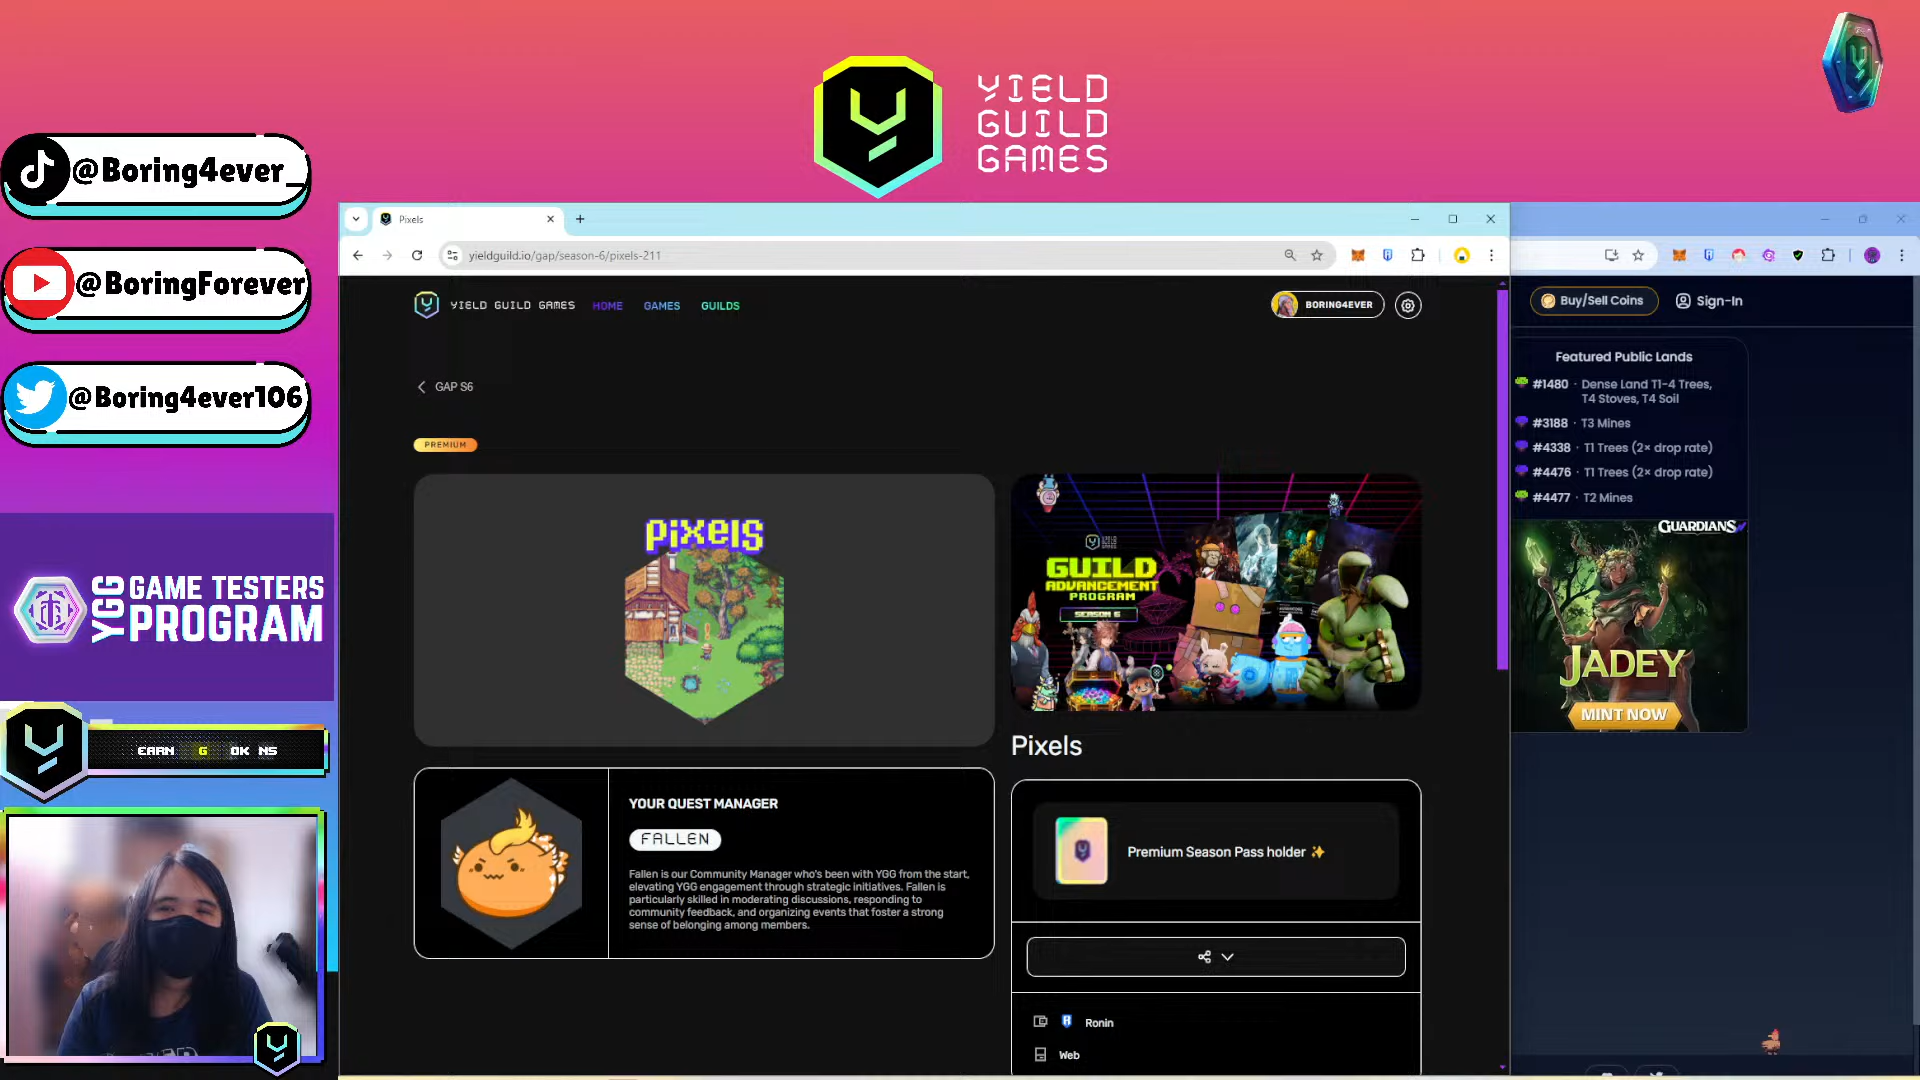 YIELD
GUILD
GAMES
@Boring4ever_
@BoringForever
@Boring4ever106
YGG
GAME TESTERS
PROGRAM
EARN G OK NS
Pixels
yieldguild.io/gap/season-6/pixels-211
YIELD GUILD GAMES
HOME
GAMES
GUILDS
BORING4EVER
GAP S6
PREMIUM
pixels
GUILD
ADVANCEMENT
PROGRAM
SEASON 6
YOUR QUEST MANAGER
FALLEN
Fallen is our Community Manager who's been with YGG from the start,
elevating YGG engagement through strategic initiatives. Fallen is
particularly skilled in moderating discussions, responding to
community feedback, and organizing events that foster a strong
sense of belonging among members.
Pixels
Premium Season Pass holder ✨
Ronin
Web
Buy/Sell Coins
Sign-In
Featured Public Lands
#1480 · Dense Land T1-4 Trees,
T4 Stoves, T4 Soil
#3188 · T3 Mines
#4338 · T1 Trees (2× drop rate)
#4476 · T1 Trees (2× drop rate)
#4477 · T2 Mines
GUARDIANS
JADEY
MINT NOW